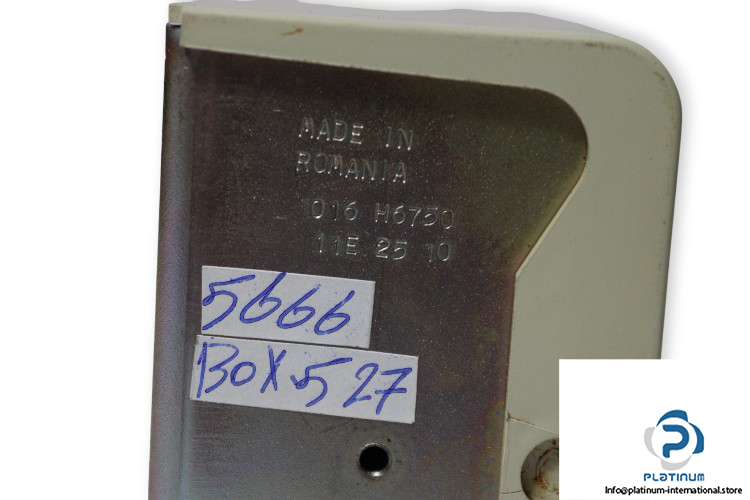 MADE IN
ROMANIA
016 H6750
11E 25 10
5666
BOX.527
PLATINUM
Info@platinum-international.store